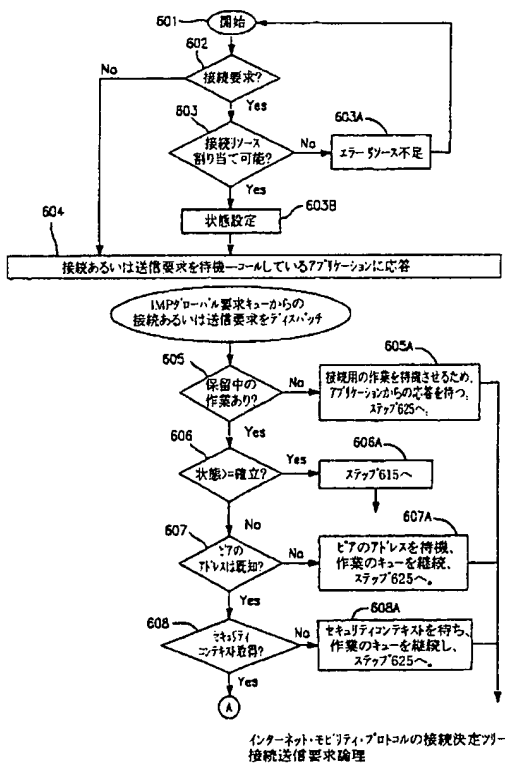 601
開始
602
接続要求?
No
Yes
603
接続リソース
割り当て可能?
No
603A
エラー:リソース不足
Yes
603B
状態設定
604
接続あるいは送信要求を待機ーコールしているアプリケーションに応答
IMPグローバル要求キューからの
接続あるいは送信要求をディスパッチ
605
保留中の
作業あり?
No
605A
接続用の作業を待機させるため、
アプリケーションからの応答を待つ;
ステップ625へ。
Yes
606
状態>=確立?
Yes
606A
ステップ615へ
No
607
ピアの
アドレスは既知?
No
607A
ピアのアドレスを待機、
作業のキューを継続、
ステップ625へ。
Yes
608
セキュリティ
コンテキスト取得?
No
608A
セキュリティコンテキストを待ち、
作業のキューを継続し、
ステップ625へ。
Yes
A
インターネット・モビリティ・プロトコルの接続決定ツリー
接続送信要求論理